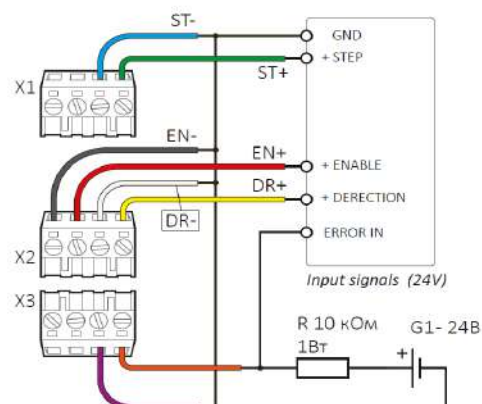 ST-
GND
+ STEP
ST+
X1
EN-
EN+
+ ENABLE
DR+
+ DERECTION
DR-
ERROR IN
X2
Input signals (24V)
X3
R 10 кОм
G1- 24В
1Вт
+